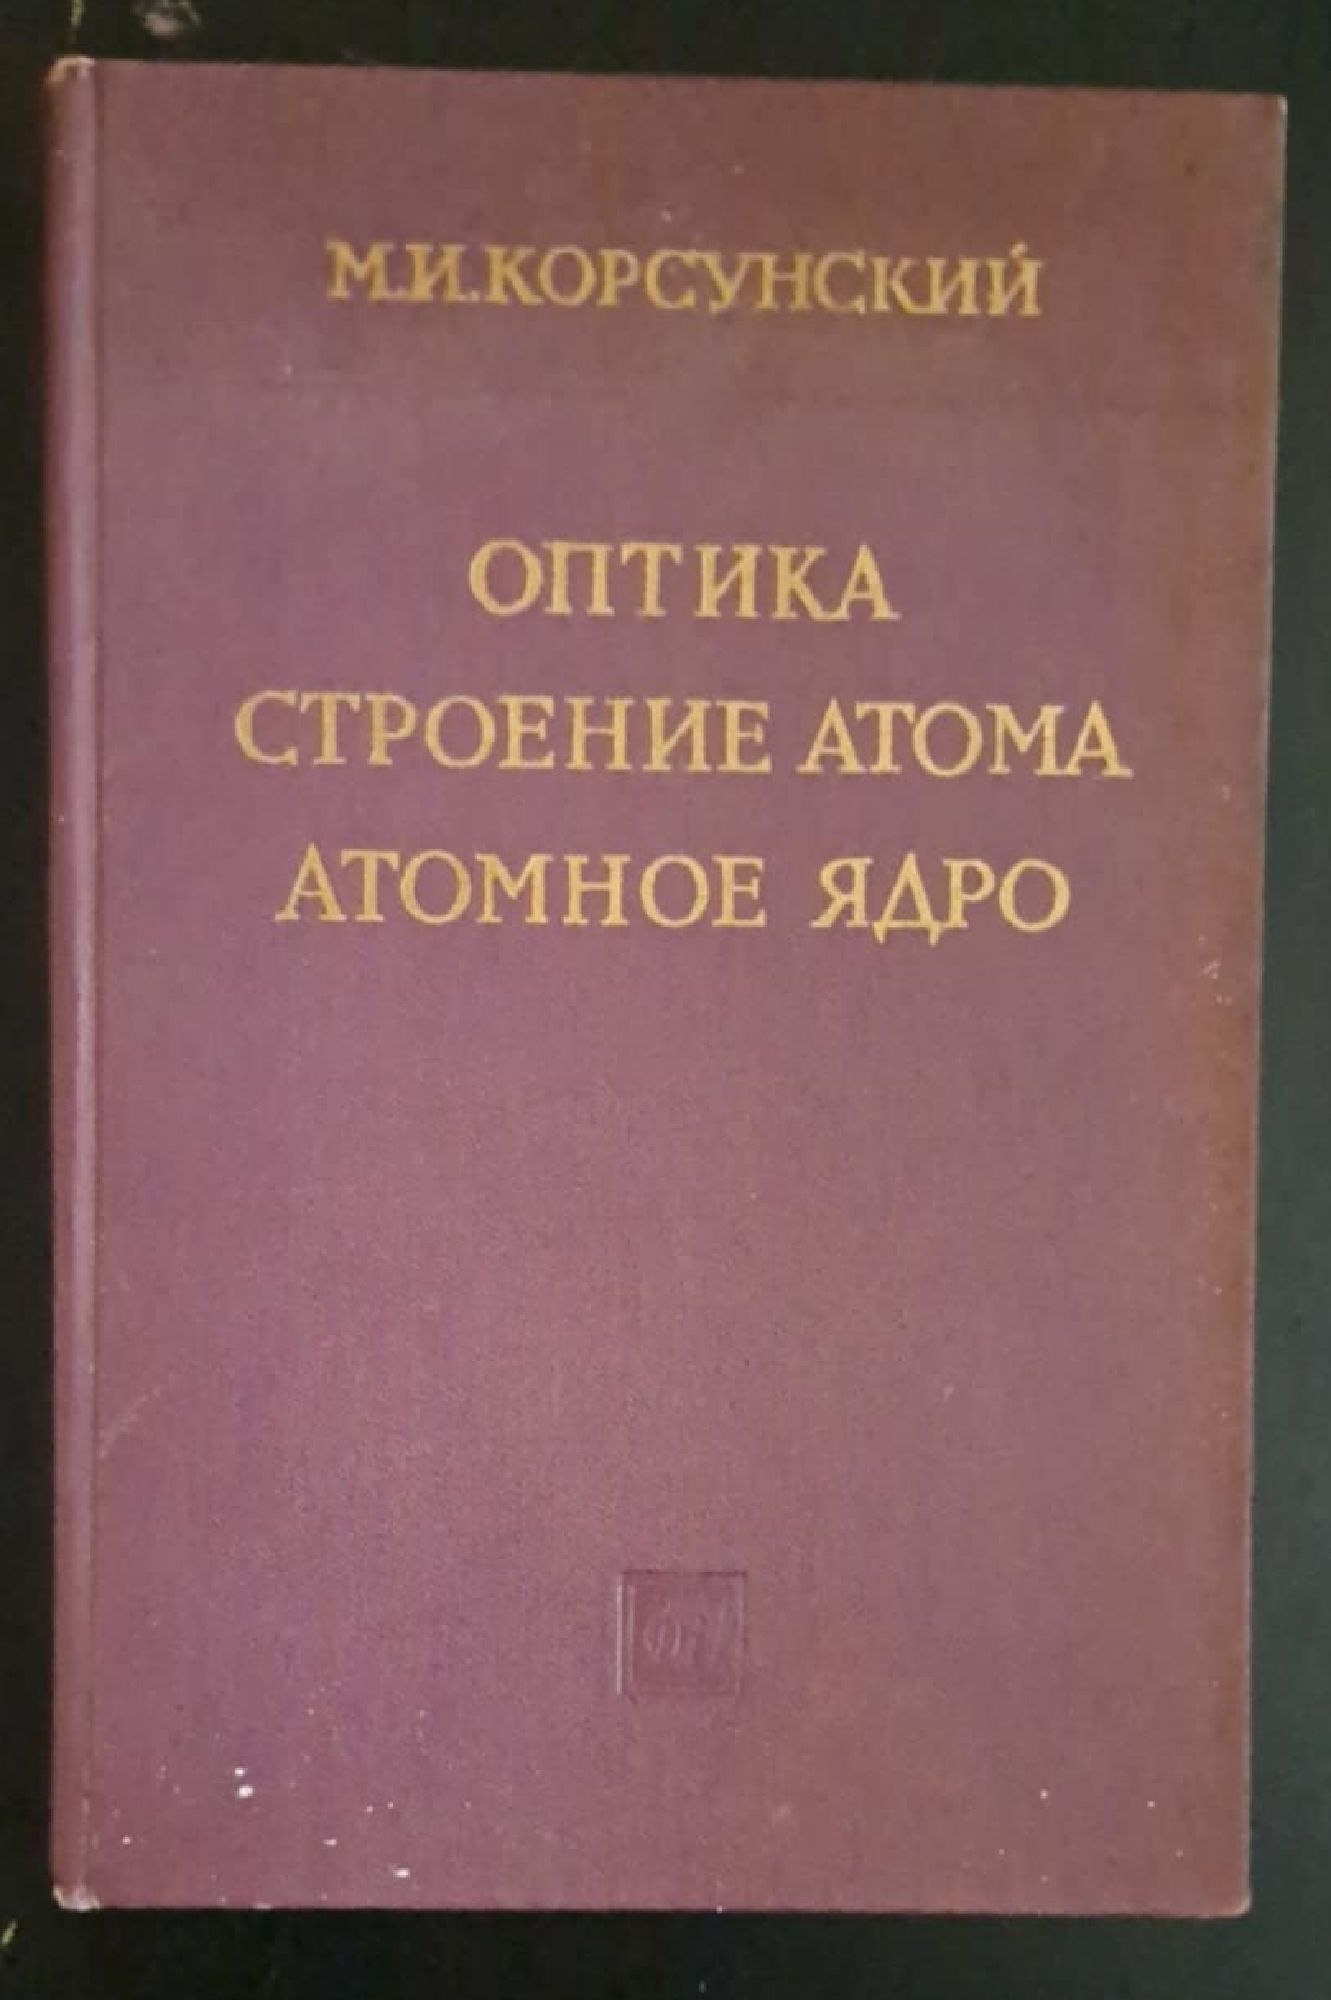 М.И.КОРСУНСКИЙ
ОПТИКА
СТРОЕНИЕ АТОМА
АТОМНОЕ ЯДРО